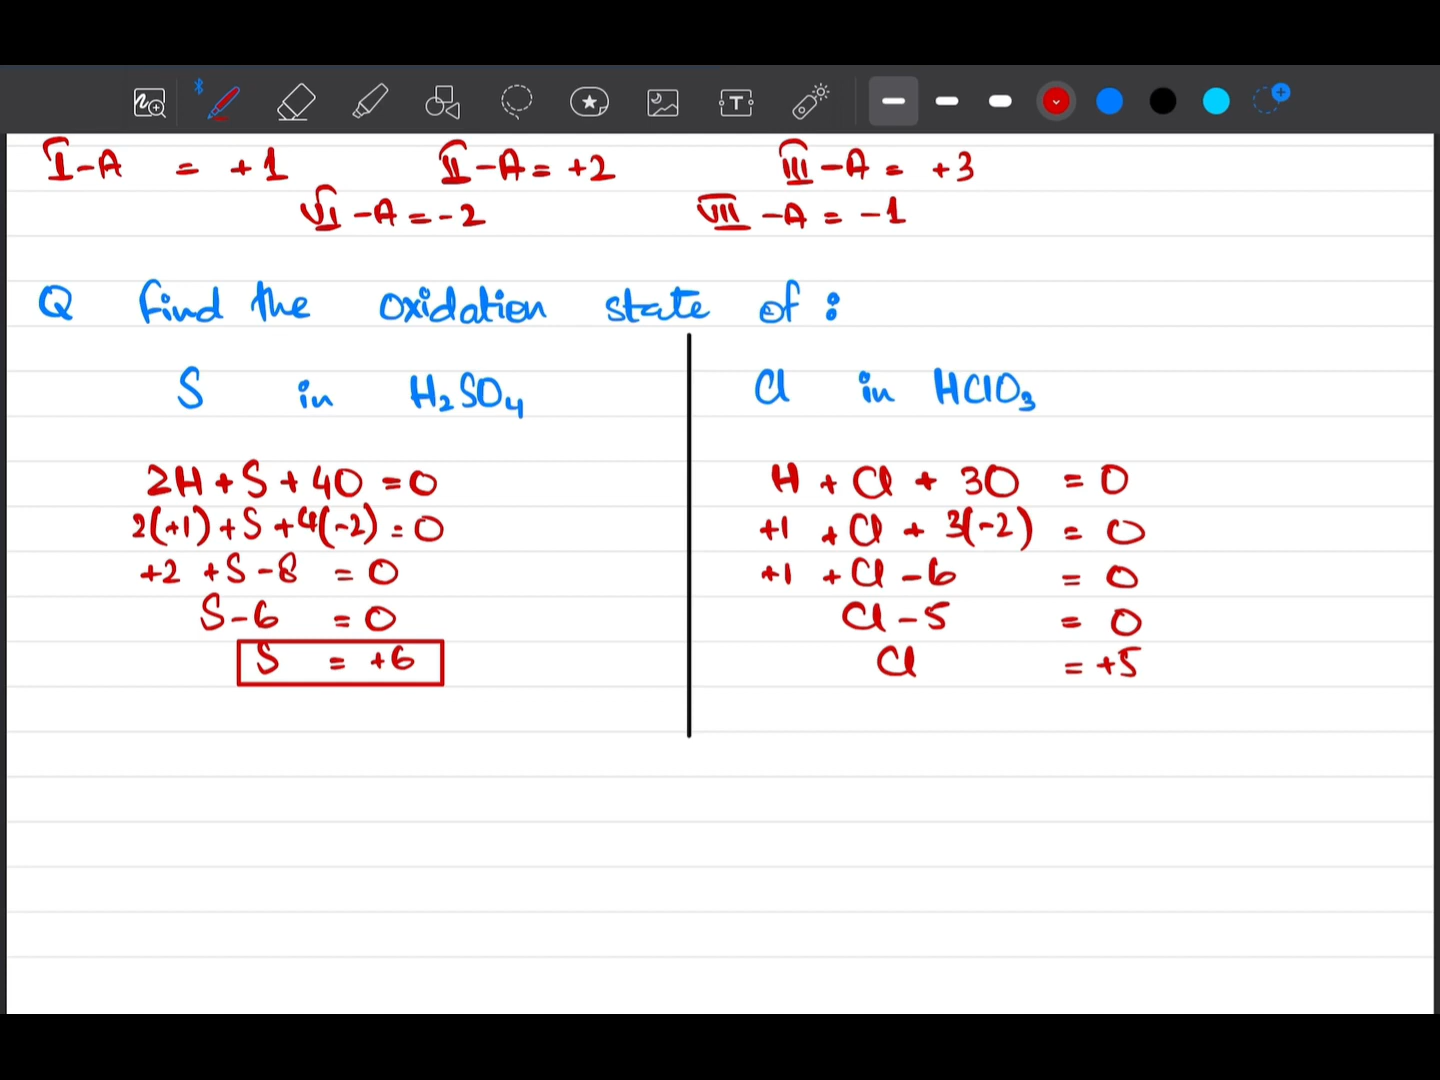 I-A = +1 II-A = +2 III-A = +3
VI-A = -2 VII-A = -1
Q Find the oxidation state of :
S in H₂SO₄
2H + S + 4O = 0
2(+1) + S + 4(-2) = 0
+2 + S - 8 = 0
S - 6 = 0
S = +6
Cl in HClO₃
H + Cl + 3O = 0
+1 + Cl + 3(-2) = 0
+1 + Cl - 6 = 0
Cl - 5 = 0
Cl = +5